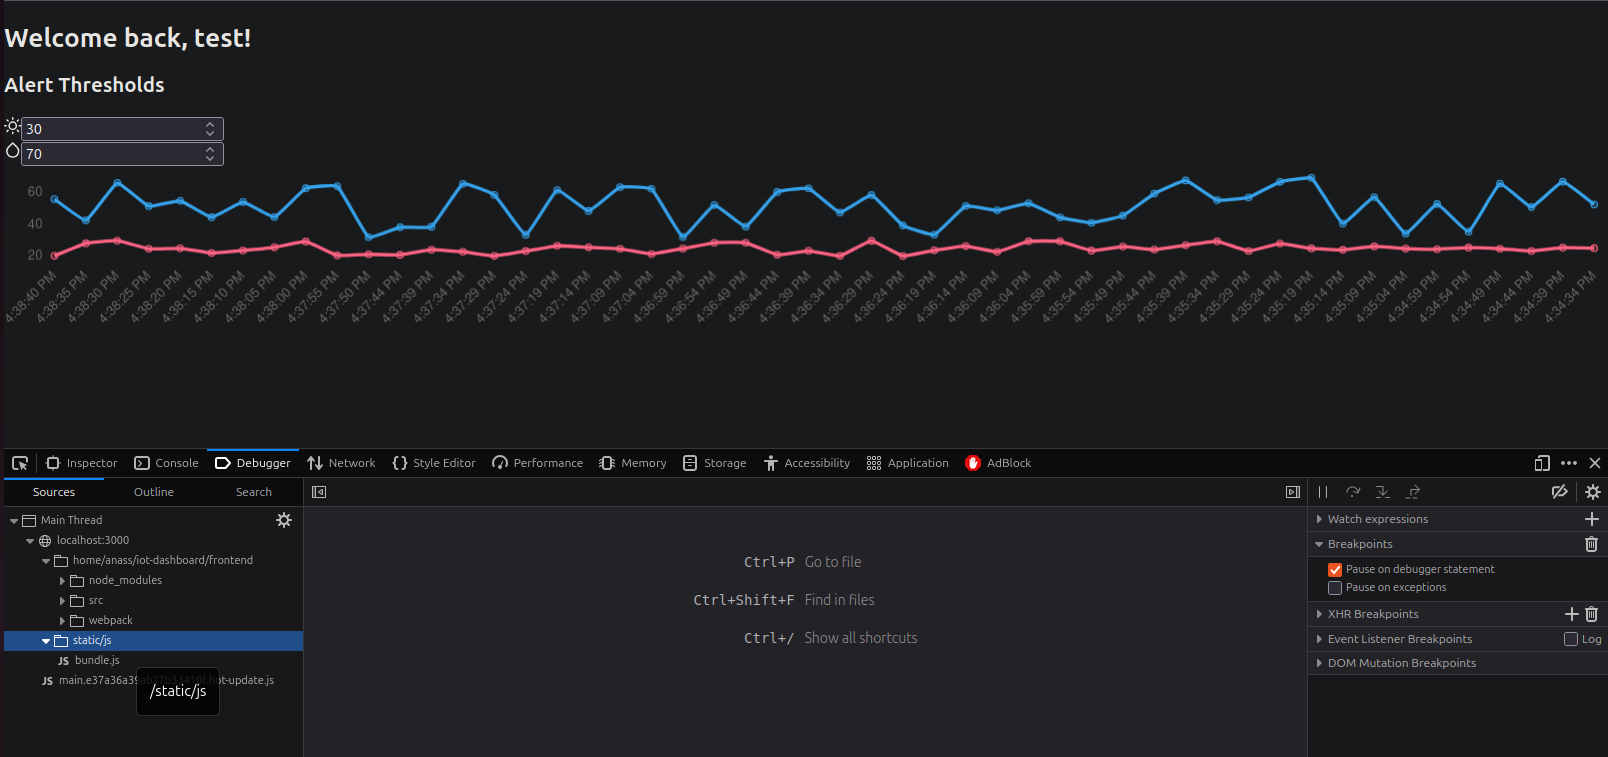 Welcome back, test!
Alert Thresholds
30
70
60
40
20
4:38:40 PM 4:38:35 PM 4:38:30 PM 4:38:25 PM 4:38:20 PM 4:38:15 PM 4:38:10 PM 4:38:05 PM 4:38:00 PM 4:37:55 PM 4:37:50 PM 4:37:44 PM 4:37:39 PM 4:37:34 PM 4:37:29 PM 4:37:24 PM 4:37:19 PM 4:37:14 PM 4:37:09 PM 4:37:04 PM 4:36:59 PM 4:36:54 PM 4:36:49 PM 4:36:44 PM 4:36:39 PM 4:36:34 PM 4:36:29 PM 4:36:24 PM 4:36:19 PM 4:36:14 PM 4:36:09 PM 4:36:04 PM 4:35:59 PM 4:35:54 PM 4:35:49 PM 4:35:44 PM 4:35:39 PM 4:35:34 PM 4:35:29 PM 4:35:24 PM 4:35:19 PM 4:35:14 PM 4:35:09 PM 4:35:04 PM 4:34:59 PM 4:34:54 PM 4:34:49 PM 4:34:44 PM 4:34:39 PM 4:34:34 PM
Inspector Console Debugger Network Style Editor Performance Memory Storage Accessibility Application AdBlock
Sources Outline Search
Main Thread
localhost:3000
home/anass/iot-dashboard/frontend
node_modules
src
webpack
static/js
JS bundle.js
JS main.e37a36a39ab27b33410f.hot-update.js
/static/js
Ctrl+P Go to file
Ctrl+Shift+F Find in files
Ctrl+/ Show all shortcuts
Watch expressions
Breakpoints
Pause on debugger statement
Pause on exceptions
XHR Breakpoints
Event Listener Breakpoints Log
DOM Mutation Breakpoints